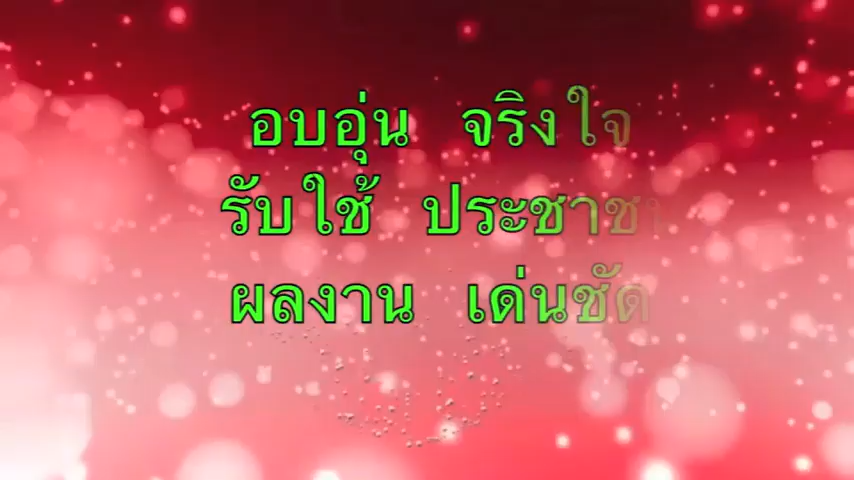 อบอุ่น จริงใจ
รับใช้ ประชาชน
ผลงาน เด่นชัด